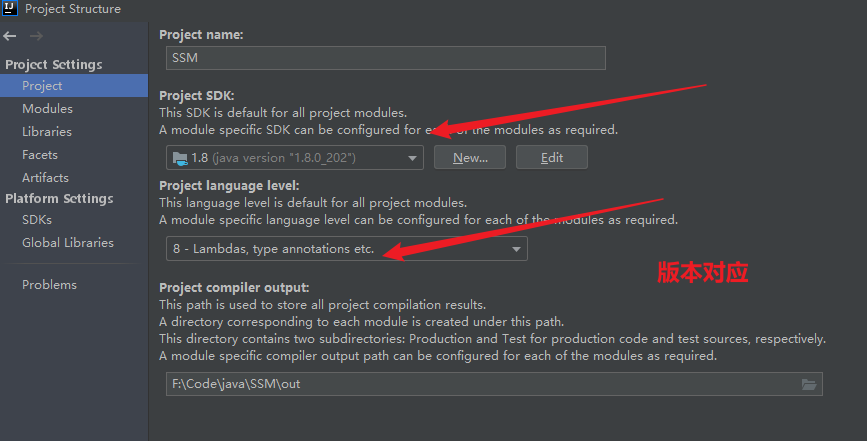 Project Structure
Project Settings
Project
Modules
Libraries
Facets
Artifacts
Platform Settings
SDKs
Global Libraries
Problems
Project name:
SSM
Project SDK:
This SDK is default for all project modules.
A module specific SDK can be configured for each of the modules as required.
1.8 (java version "1.8.0_202")
New...
Edit
Project language level:
This language level is default for all project modules.
A module specific language level can be configured for each of the modules as required.
8 - Lambdas, type annotations etc.
版本对应
Project compiler output:
This path is used to store all project compilation results.
A directory corresponding to each module is created under this path.
This directory contains two subdirectories: Production and Test for production code and test sources, respectively.
A module specific compiler output path can be configured for each of the modules as required.
F:\Code\java\SSM\out